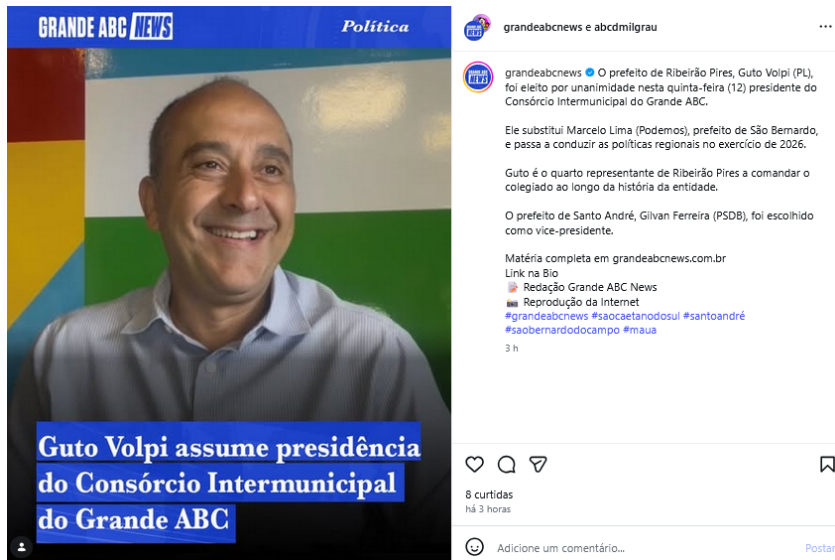 GRANDE ABC NEWS
Política
Guto Volpi assume presidência
do Consórcio Intermunicipal
do Grande ABC
grandeabcnews e abcdmilgrau
grandeabcnews O prefeito de Ribeirão Pires, Guto Volpi (PL),
foi eleito por unanimidade nesta quinta-feira (12) presidente do
Consórcio Intermunicipal do Grande ABC.
Ele substitui Marcelo Lima (Podemos), prefeito de São Bernardo,
e passa a conduzir as políticas regionais no exercício de 2026.
Guto é o quarto representante de Ribeirão Pires a comandar o
colegiado ao longo da história da entidade.
O prefeito de Santo André, Gilvan Ferreira (PSDB), foi escolhido
como vice-presidente.
Matéria completa em grandeabcnews.com.br
Link na Bio
📝 Redação Grande ABC News
📷 Reprodução da Internet
#grandeabcnews #saocaetanodosul #santoandré
#saobernardodocampo #maua
3 h
8 curtidas
há 3 horas
Adicione um comentário...
Postar